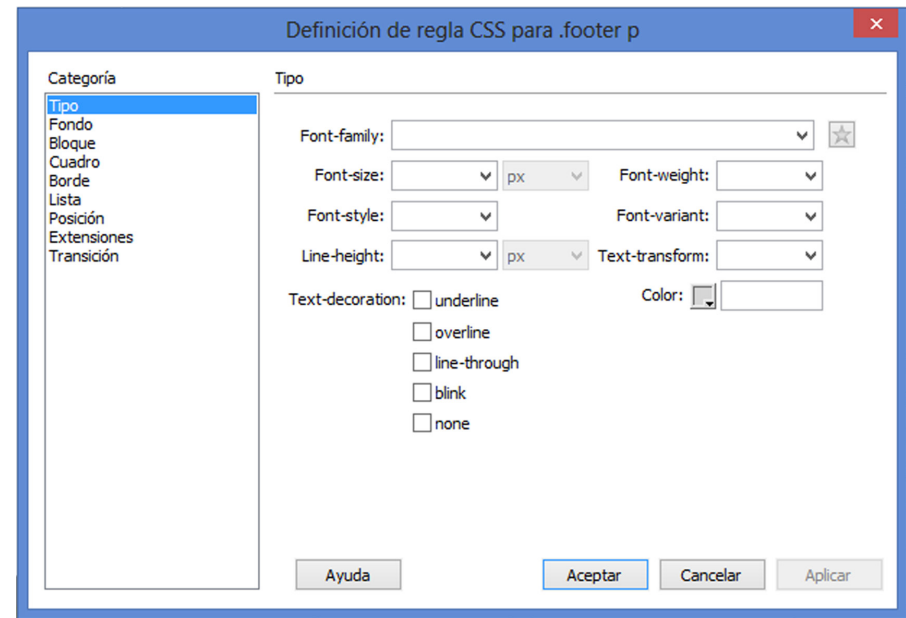 Definición de regla CSS para .footer p
Categoría
Tipo
Fondo
Bloque
Cuadro
Borde
Lista
Posición
Extensiones
Transición
Tipo
Font-family:
Font-size: px Font-weight:
Font-style: Font-variant:
Line-height: px Text-transform:
Text-decoration: underline Color:
overline
line-through
blink
none
Ayuda Aceptar Cancelar Aplicar